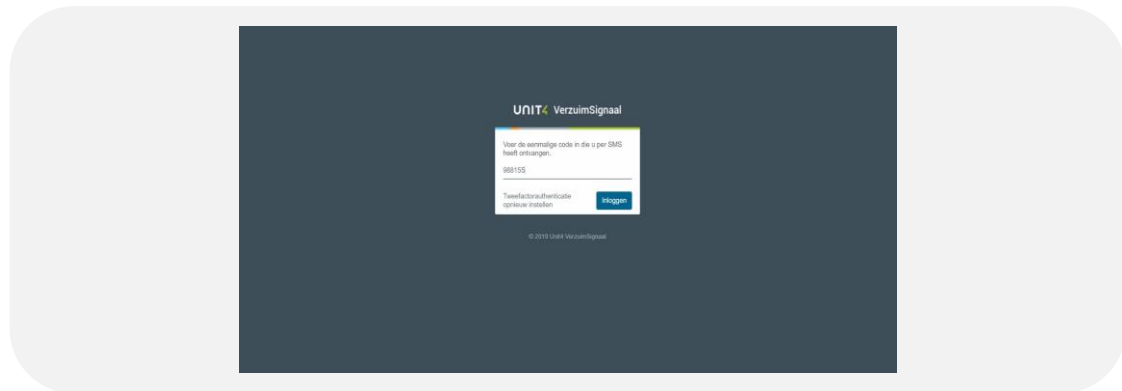 UNIT4 VerzuimSignaal
Voer de eenmalige code in die u per SMS
heeft ontvangen.
988155
Tweefactorauthenticatie
opnieuw instellen
Inloggen
© 2019 Unit4 VerzuimSignaal